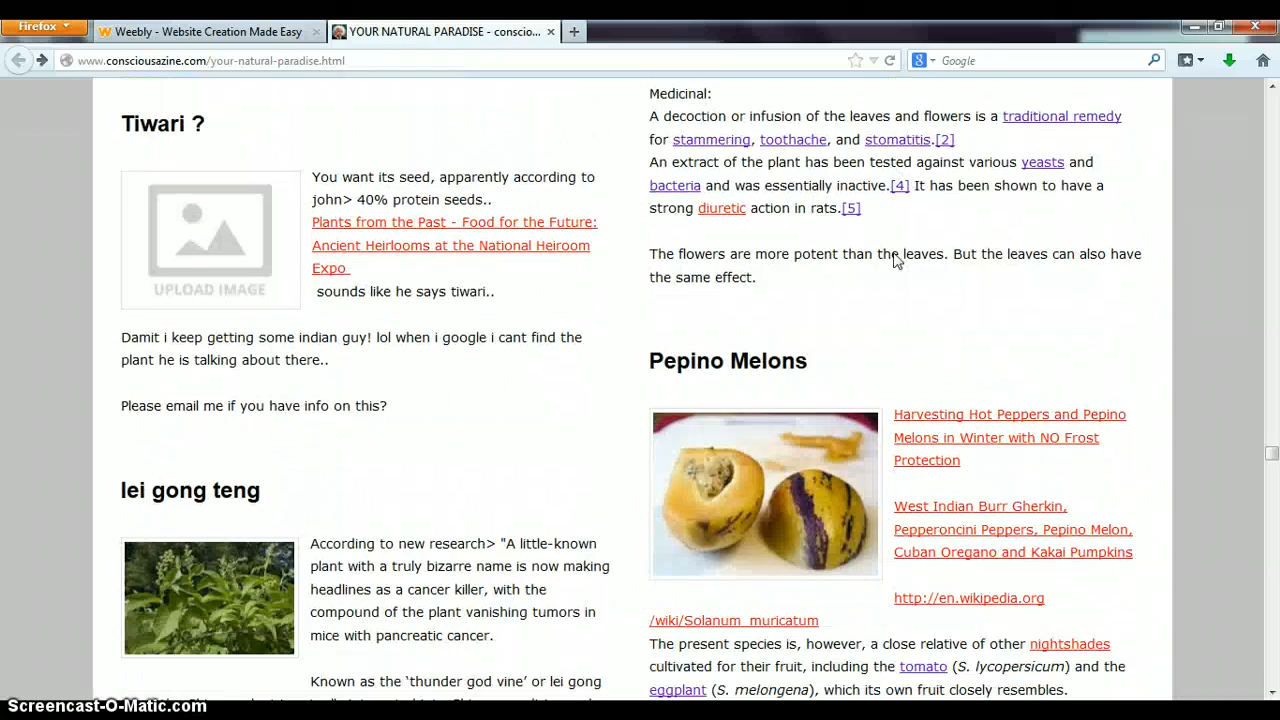 Firefox
Weebly - Website Creation Made Easy
YOUR NATURAL PARADISE - conscio...
www.consciousazine.com/your-natural-paradise.html
Google
Tiwari ?
UPLOAD IMAGE
You want its seed, apparently according to
john> 40% protein seeds..
Plants from the Past - Food for the Future:
Ancient Heirlooms at the National Heiroom
Expo
sounds like he says tiwari..
Damit i keep getting some indian guy! lol when i google i cant find the
plant he is talking about there..
Please email me if you have info on this?
lei gong teng
According to new research> "A little-known
plant with a truly bizarre name is now making
headlines as a cancer killer, with the
compound of the plant vanishing tumors in
mice with pancreatic cancer.
Known as the 'thunder god vine' or lei gong
Medicinal:
A decoction or infusion of the leaves and flowers is a traditional remedy
for stammering, toothache, and stomatitis.[2]
An extract of the plant has been tested against various yeasts and
bacteria and was essentially inactive.[4] It has been shown to have a
strong diuretic action in rats.[5]
The flowers are more potent than the leaves. But the leaves can also have
the same effect.
Pepino Melons
Harvesting Hot Peppers and Pepino
Melons in Winter with NO Frost
Protection
West Indian Burr Gherkin,
Pepperoncini Peppers, Pepino Melon,
Cuban Oregano and Kakai Pumpkins
http://en.wikipedia.org
/wiki/Solanum_muricatum
The present species is, however, a close relative of other nightshades
cultivated for their fruit, including the tomato (S. lycopersicum) and the
eggplant (S. melongena), which its own fruit closely resembles.
Screencast-O-Matic.com